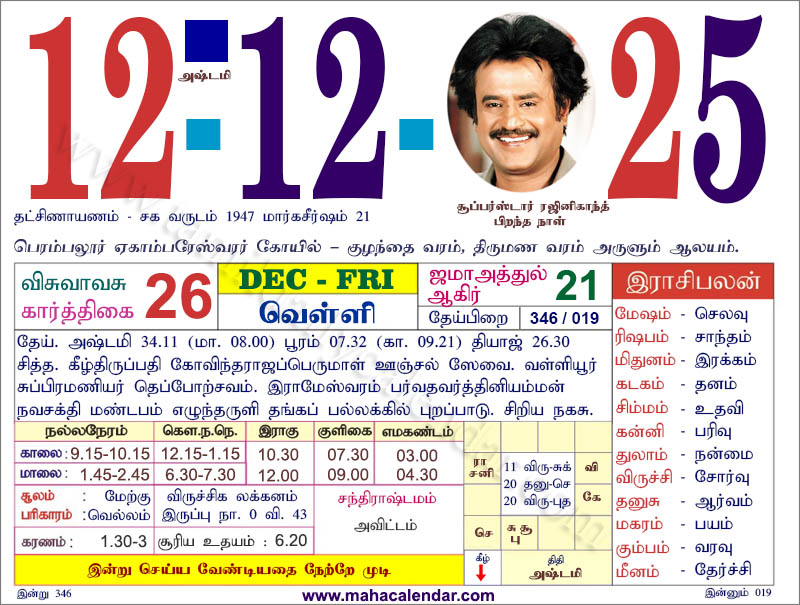 12-12-25
அஷ்டமி
சூப்பர்ஸ்டார் ரஜினிகாந்த்
பிறந்த நாள்
தட்சிணாயணம் - சக வருடம் 1947 மார்கசீர்ஷம் 21
பெரம்பலூர் ஏகாம்பரேஸ்வரர் கோயில் – குழந்தை வரம், திருமண வரம் அருளும் ஆலயம்.
விசுவாவசு
கார்த்திகை 26
DEC - FRI
வெள்ளி
ஜமாஅத்துல்
ஆகிர் 21
தேய்பிறை 346 / 019
தேய். அஷ்டமி 34.11 (மா. 08.00) பூரம் 07.32 (கா. 09.21) தியாஜ் 26.30
சித்த. கீழ்திருப்பதி கோவிந்தராஜப்பெருமாள் ஊஞ்சல் ஸேவை. வள்ளியூர்
சுப்பிரமணியர் தெப்போற்சவம். இராமேஸ்வரம் பர்வதவர்த்தினியம்மன்
நவசக்தி மண்டபம் எழுந்தருளி தங்கப் பல்லக்கில் புறப்பாடு. சிறிய நகசு.
நல்லநேரம் கௌ.ந.நெ. இராகு குளிகை எமகண்டம்
காலை: 9.15-10.15 12.15-1.15 10.30 07.30 03.00
மாலை: 1.45-2.45 6.30-7.30 12.00 09.00 04.30
சூலம் : மேற்கு
பரிகாரம் : வெல்லம்
விருச்சிக லக்கனம்
இருப்பு நா. 0 வி. 43
சந்திராஷ்டமம்
அவிட்டம்
கரணம் : 1.30-3
சூரிய உதயம் : 6.20
இன்று செய்ய வேண்டியதை நேற்றே முடி
ரா
சனி
11 விரு-சுக்
20 தனு-செ
20 விரு-புத
வி
கே
செ
சு சூ
பு
கீழ்
திதி
அஷ்டமி
இராசிபலன்
மேஷம் - செலவு
ரிஷபம் - சாந்தம்
மிதுனம் - இரக்கம்
கடகம் - தனம்
சிம்மம் - உதவி
கன்னி - பரிவு
துலாம் - நன்மை
விருச்சி - சோர்வு
தனுசு - ஆர்வம்
மகரம் - பயம்
கும்பம் - வரவு
மீனம் - தேர்ச்சி
இன்று 346
www.mahacalendar.com
இன்னும் 019